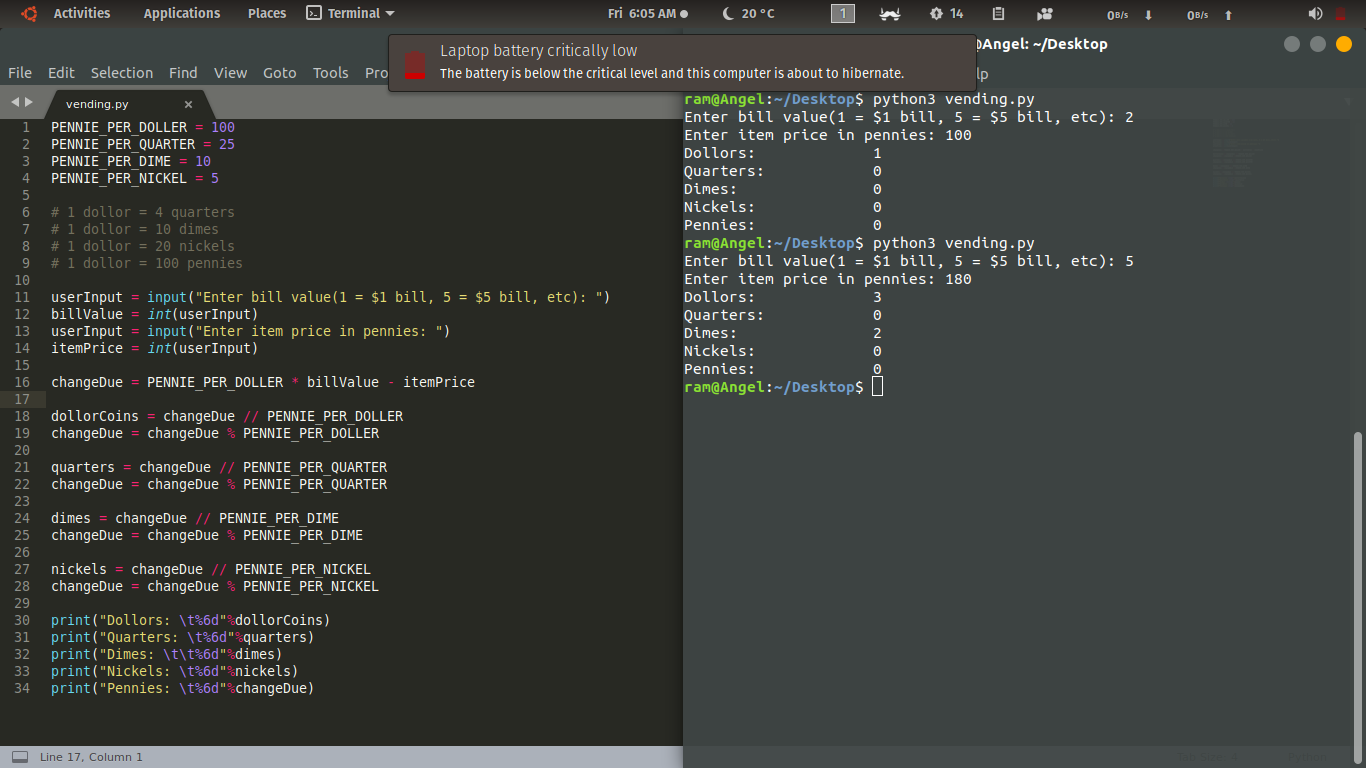 Activities Applications Places Terminal Fri 6:05 AM 20 °C 1 14 0B/s 0B/s
Laptop battery critically low
The battery is below the critical level and this computer is about to hibernate.
File Edit Selection Find View Goto Tools Pro
vending.py
1 PENNIE_PER_DOLLER = 100
2 PENNIE_PER_QUARTER = 25
3 PENNIE_PER_DIME = 10
4 PENNIE_PER_NICKEL = 5
5
6 # 1 dollor = 4 quarters
7 # 1 dollor = 10 dimes
8 # 1 dollor = 20 nickels
9 # 1 dollor = 100 pennies
10
11 userInput = input("Enter bill value(1 = $1 bill, 5 = $5 bill, etc): ")
12 billValue = int(userInput)
13 userInput = input("Enter item price in pennies: ")
14 itemPrice = int(userInput)
15
16 changeDue = PENNIE_PER_DOLLER * billValue - itemPrice
17
18 dollorCoins = changeDue // PENNIE_PER_DOLLER
19 changeDue = changeDue % PENNIE_PER_DOLLER
20
21 quarters = changeDue // PENNIE_PER_QUARTER
22 changeDue = changeDue % PENNIE_PER_QUARTER
23
24 dimes = changeDue // PENNIE_PER_DIME
25 changeDue = changeDue % PENNIE_PER_DIME
26
27 nickels = changeDue // PENNIE_PER_NICKEL
28 changeDue = changeDue % PENNIE_PER_NICKEL
29
30 print("Dollors: \t%6d"%dollorCoins)
31 print("Quarters: \t%6d"%quarters)
32 print("Dimes: \t\t%6d"%dimes)
33 print("Nickels: \t%6d"%nickels)
34 print("Pennies: \t%6d"%changeDue)
Line 17, Column 1
@Angel: ~/Desktop
lp
ram@Angel:~/Desktop$ python3 vending.py
Enter bill value(1 = $1 bill, 5 = $5 bill, etc): 2
Enter item price in pennies: 100
Dollors: 1
Quarters: 0
Dimes: 0
Nickels: 0
Pennies: 0
ram@Angel:~/Desktop$ python3 vending.py
Enter bill value(1 = $1 bill, 5 = $5 bill, etc): 5
Enter item price in pennies: 180
Dollors: 3
Quarters: 0
Dimes: 2
Nickels: 0
Pennies: 0
ram@Angel:~/Desktop$